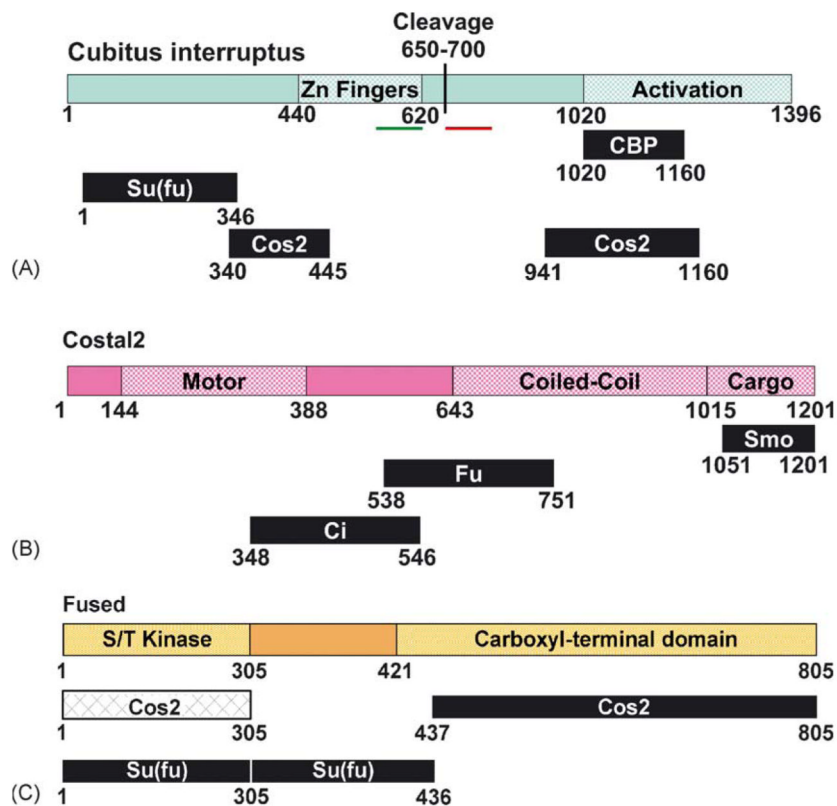 Cleavage
650-700
Cubitus interruptus
Zn Fingers Activation
1 440 620 1020 1396
CBP
1020 1160
Su(fu)
1 346
Cos2 Cos2
(A) 340 445 941 1160
Costal2
Motor Coiled-Coil Cargo
1 144 388 643 1015 1201
Smo
1051 1201
Fu
538 751
Ci
(B) 348 546
Fused
S/T Kinase Carboxyl-terminal domain
1 305 421 805
Cos2 Cos2
1 305 437 805
Su(fu) Su(fu)
(C) 1 305 436